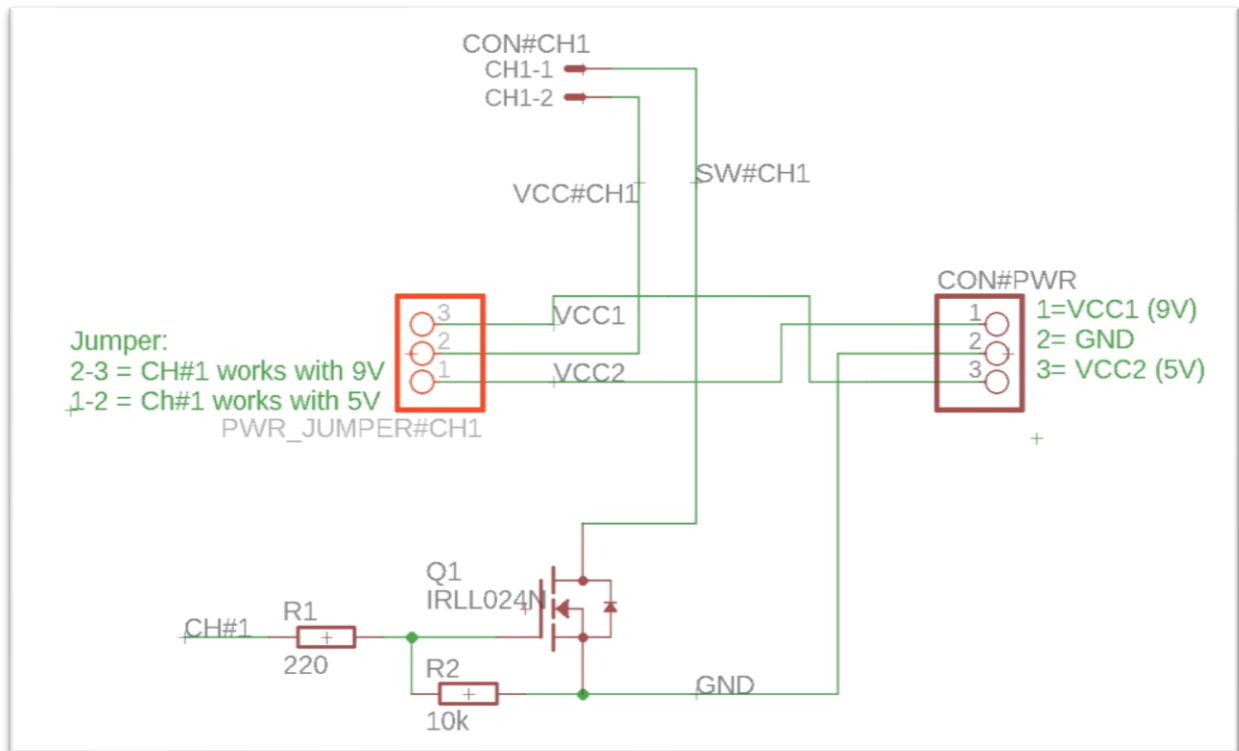 CON#CH1
CH1-1
CH1-2
SW#CH1
VCC#CH1
CON#PWR
3
VCC1
1
1=VCC1 (9V)
Jumper:
2
2
2= GND
2-3 = CH#1 works with 9V
1
VCC2
3
3= VCC2 (5V)
1-2 = Ch#1 works with 5V
PWR_JUMPER#CH1
Q1
IRLL024N
R1
CH#1
220
R2
GND
10k